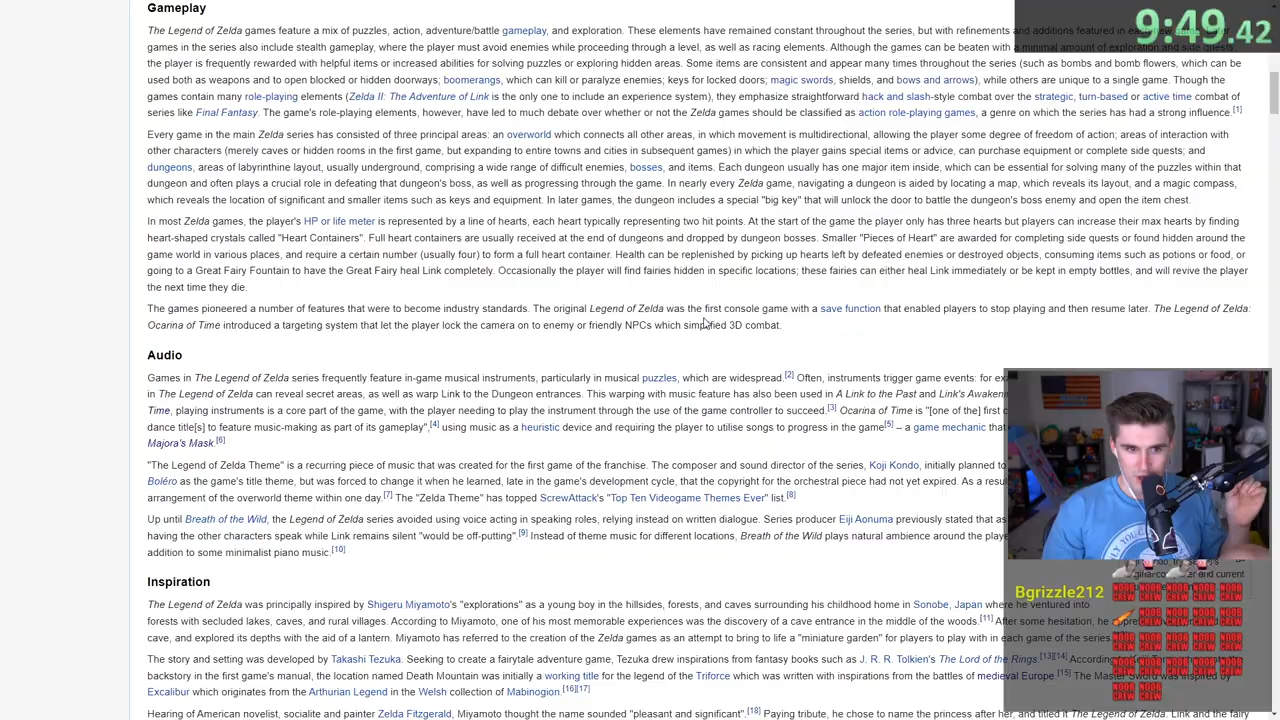 Gameplay
9:49.42
The Legend of Zelda games feature a mix of puzzles, action, adventure/battle gameplay, and exploration. These elements have remained constant throughout the series, but with refinements and additions featured in each new
games in the series also include stealth gameplay, where the player must avoid enemies while proceeding through a level, as well as racing elements. Although the games can be beaten with a minimal amount of exploration and side quests,
the player is frequently rewarded with helpful items or increased abilities for solving puzzles or exploring hidden areas. Some items are consistent and appear many times throughout the series (such as bombs and bomb flowers, which can be
used both as weapons and to open blocked or hidden doorways; boomerangs, which can kill or paralyze enemies; keys for locked doors; magic swords, shields, and bows and arrows), while others are unique to a single game. Though the
games contain many role-playing elements (Zelda II: The Adventure of Link is the only one to include an experience system), they emphasize straightforward hack and slash-style combat over the strategic, turn-based or active time combat of
series like Final Fantasy. The game's role-playing elements, however, have led to much debate over whether or not the Zelda games should be classified as action role-playing games, a genre on which the series has had a strong influence.[1]
Every game in the main Zelda series has consisted of three principal areas: an overworld which connects all other areas, in which movement is multidirectional, allowing the player some degree of freedom of action; areas of interaction with
other characters (merely caves or hidden rooms in the first game, but expanding to entire towns and cities in subsequent games) in which the player gains special items or advice, can purchase equipment or complete side quests; and
dungeons, areas of labyrinthine layout, usually underground, comprising a wide range of difficult enemies, bosses, and items. Each dungeon usually has one major item inside, which can be essential for solving many of the puzzles within that
dungeon and often plays a crucial role in defeating that dungeon's boss, as well as progressing through the game. In nearly every Zelda game, navigating a dungeon is aided by locating a map, which reveals its layout, and a magic compass,
which reveals the location of significant and smaller items such as keys and equipment. In later games, the dungeon includes a special "big key" that will unlock the door to battle the dungeon's boss enemy and open the item chest.
In most Zelda games, the player's HP or life meter is represented by a line of hearts, each heart typically representing two hit points. At the start of the game the player only has three hearts but players can increase their max hearts by finding
heart-shaped crystals called "Heart Containers". Full heart containers are usually received at the end of dungeons and dropped by dungeon bosses. Smaller "Pieces of Heart" are awarded for completing side quests or found hidden around the
game world in various places, and require a certain number (usually four) to form a full heart container. Health can be replenished by picking up hearts left by defeated enemies or destroyed objects, consuming items such as potions or food, or
going to a Great Fairy Fountain to have the Great Fairy heal Link completely. Occasionally the player will find fairies hidden in specific locations; these fairies can either heal Link immediately or be kept in empty bottles, and will revive the player
the next time they die.
The games pioneered a number of features that were to become industry standards. The original Legend of Zelda was the first console game with a save function that enabled players to stop playing and then resume later. The Legend of Zelda:
Ocarina of Time introduced a targeting system that let the player lock the camera on to enemy or friendly NPCs which simplified 3D combat.
Audio
Games in The Legend of Zelda series frequently feature in-game musical instruments, particularly in musical puzzles, which are widespread.[2] Often, instruments trigger game events: for
in The Legend of Zelda can reveal secret areas, as well as warp Link to the Dungeon entrances. This warping with music feature has also been used in A Link to the Past and Link's
Time, playing instruments is a core part of the game, with the player needing to play the instrument through the use of the game controller to succeed.[3] Ocarina of Time is "[one of the] first
dance title[s] to feature music-making as part of its gameplay",[4] using music as a heuristic device and requiring the player to utilise songs to progress in the game[5] – a game mechanic
Majora's Mask.[6]
"The Legend of Zelda Theme" is a recurring piece of music that was created for the first game of the franchise. The composer and sound director of the series, Koji Kondo, initially planned to
Boléro as the game's title theme, but was forced to change it when he learned, late in the game's development cycle, that the copyright for the orchestral piece had not yet expired. As a
arrangement of the overworld theme within one day.[7] The "Zelda Theme" has topped ScrewAttack's "Top Ten Videogame Themes Ever" list.[8]
Up until Breath of the Wild, the Legend of Zelda series avoided using voice acting in speaking roles, relying instead on written dialogue. Series producer Eiji Aonuma previously stated that as
having the other characters speak while Link remains silent "would be off-putting".[9] Instead of theme music for different locations, Breath of the Wild plays natural ambience around the
addition to some minimalist piano music.[10]
and current
Inspiration
Bgrizzle212
NOOB CREW NOOB CREW NOOB CREW NOOB CREW NOOB CREW
NOOB CREW NOOB CREW NOOB CREW NOOB CREW
NOOB CREW NOOB CREW NOOB CREW NOOB CREW NOOB CREW
NOOB CREW NOOB CREW NOOB CREW NOOB CREW NOOB CREW
NOOB CREW NOOB CREW
The Legend of Zelda was principally inspired by Shigeru Miyamoto's "explorations" as a young boy in the hillsides, forests, and caves surrounding his childhood home in Sonobe, Japan where he ventured into
forests with secluded lakes, caves, and rural villages. According to Miyamoto, one of his most memorable experiences was the discovery of a cave entrance in the middle of the woods.[11] After some hesitation, he
cave, and explored its depths with the aid of a lantern. Miyamoto has referred to the creation of the Zelda games as an attempt to bring to life a "miniature garden" for players to play with in each game of the series.
The story and setting was developed by Takashi Tezuka. Seeking to create a fairytale adventure game, Tezuka drew inspirations from fantasy books such as J. R. R. Tolkien's The Lord of the Rings.[13][14]
backstory in the first game's manual, the location named Death Mountain was initially a working title for the legend of the Triforce which was written with inspirations from the battles of medieval Europe.[15] The Master Sword was inspired by
Excalibur which originates from the Arthurian Legend in the Welsh collection of Mabinogion.[16][17]
Hearing of American novelist, socialite and painter Zelda Fitzgerald, Miyamoto thought the name sounded "pleasant and significant".[18] Paying tribute, he chose to name the princess after her, and titled it The Legend of Zelda. Link and the fairy